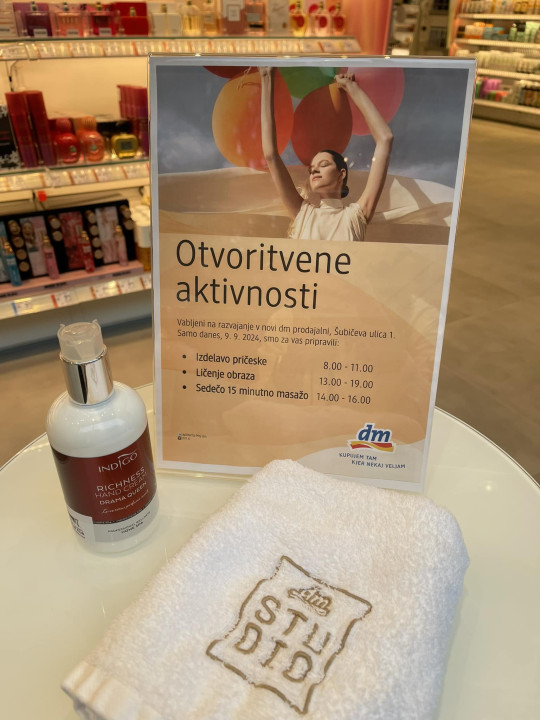 Otvoritvene
aktivnosti
Vabljeni na razvajanje v novi dm prodajalni, Šubičeva ulica 1.
Samo danes, 9. 9. 2024, smo za vas pripravili:
• Izdelavo pričeske 8.00 - 11.00
• Ličenje obraza 13.00 - 19.00
• Sedečo 15 minutno masažo 14.00 - 16.00
dm
KUPUJEM TAM
KJER NEKAJ VELJAM
INDIGO
RICHNESS
HAND CREAM
DRAMA QUEEN
dm
STU
DIO